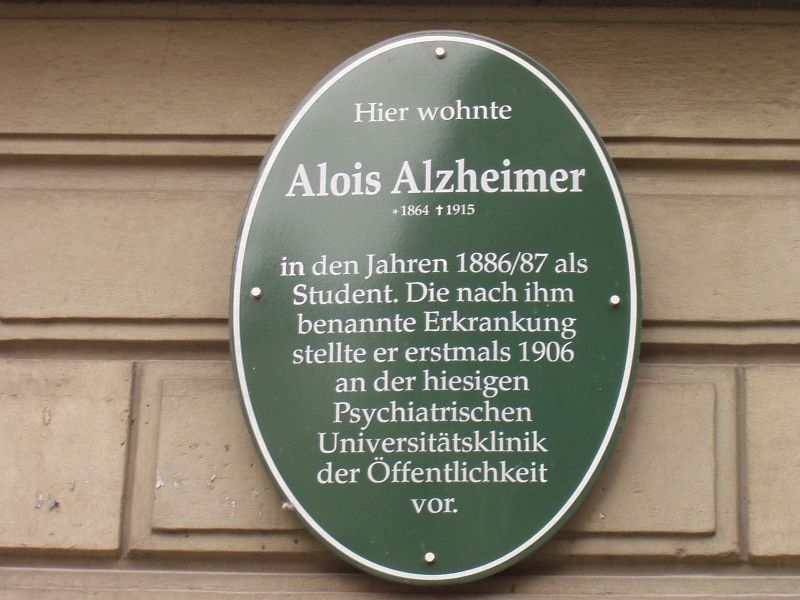 Hier wohnte
Alois Alzheimer
*1864 ✝1915
in den Jahren 1886/87 als
Student. Die nach ihm
benannte Erkrankung
stellte er erstmals 1906
an der hiesigen
Psychiatrischen
Universitätsklinik
der Öffentlichkeit
vor.